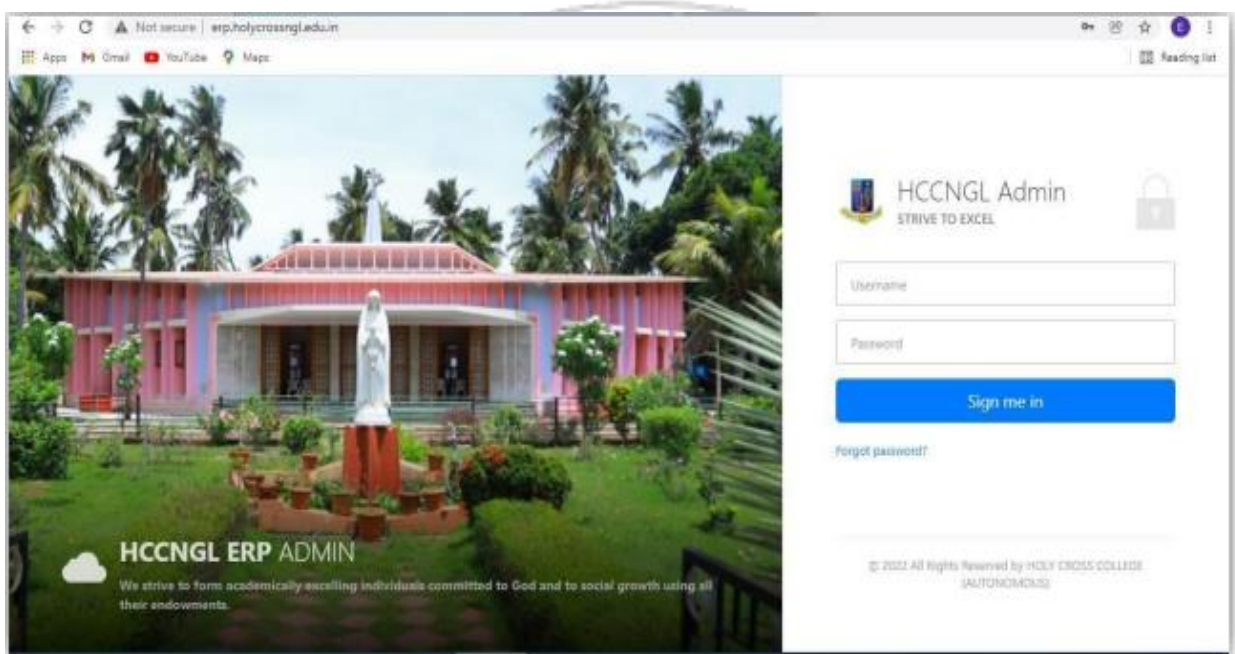 Not secure | erp.holycrossngl.edu.in
Apps Gmail YouTube Maps Reading list
HCCNGL Admin
STRIVE TO EXCEL
Username
Password
Sign me in
Forgot password?
HCCNGL ERP ADMIN
We strive to form academically excelling individuals committed to God and to social growth using all
their endowments.
© 2022 All Rights Reserved by HOLY CROSS COLLEGE
(AUTONOMOUS)